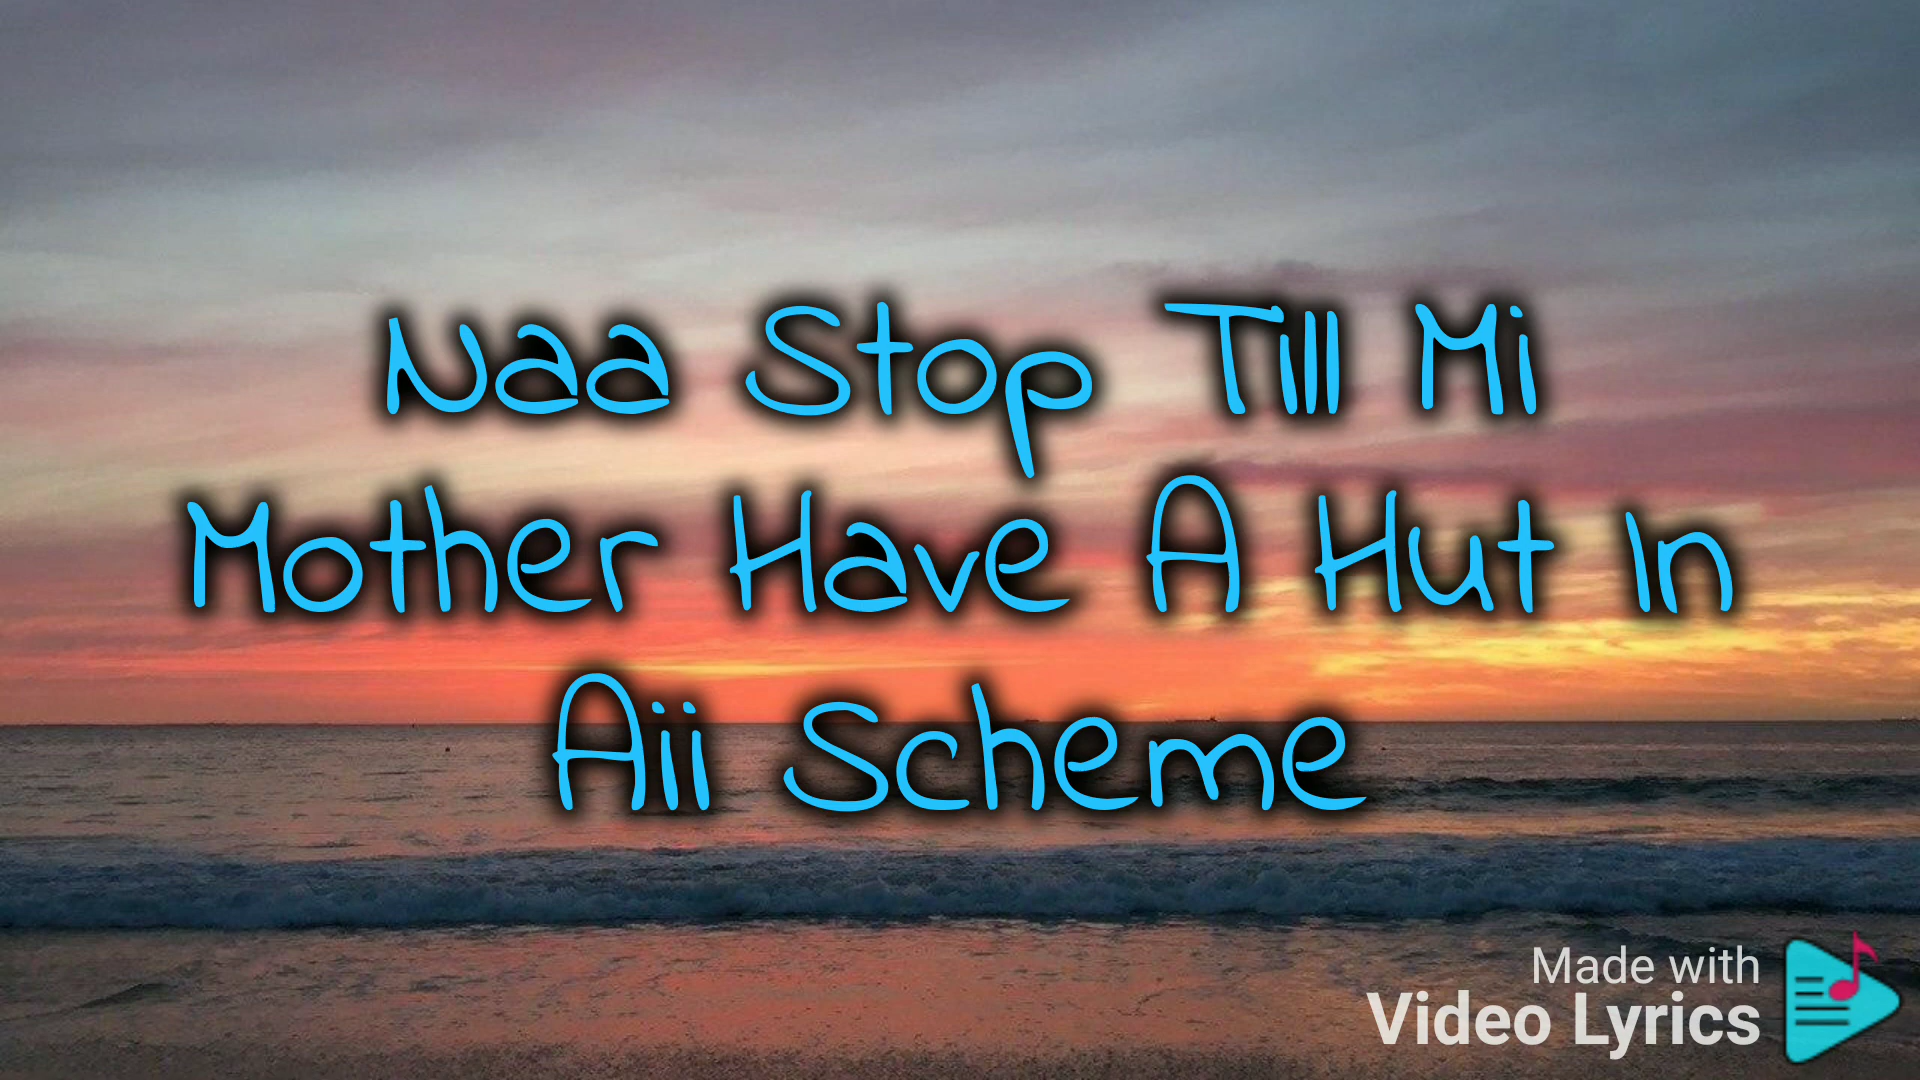 Naa Stop Till Mi
Mother Have A Hut In
Aii Scheme
Made with
Video Lyrics